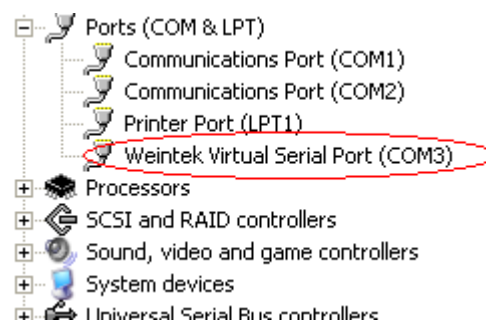 Ports (COM & LPT)
Communications Port (COM1)
Communications Port (COM2)
Printer Port (LPT1)
Weintek Virtual Serial Port (COM3)
Processors
SCSI and RAID controllers
Sound, video and game controllers
System devices
Universal Serial Bus controllers